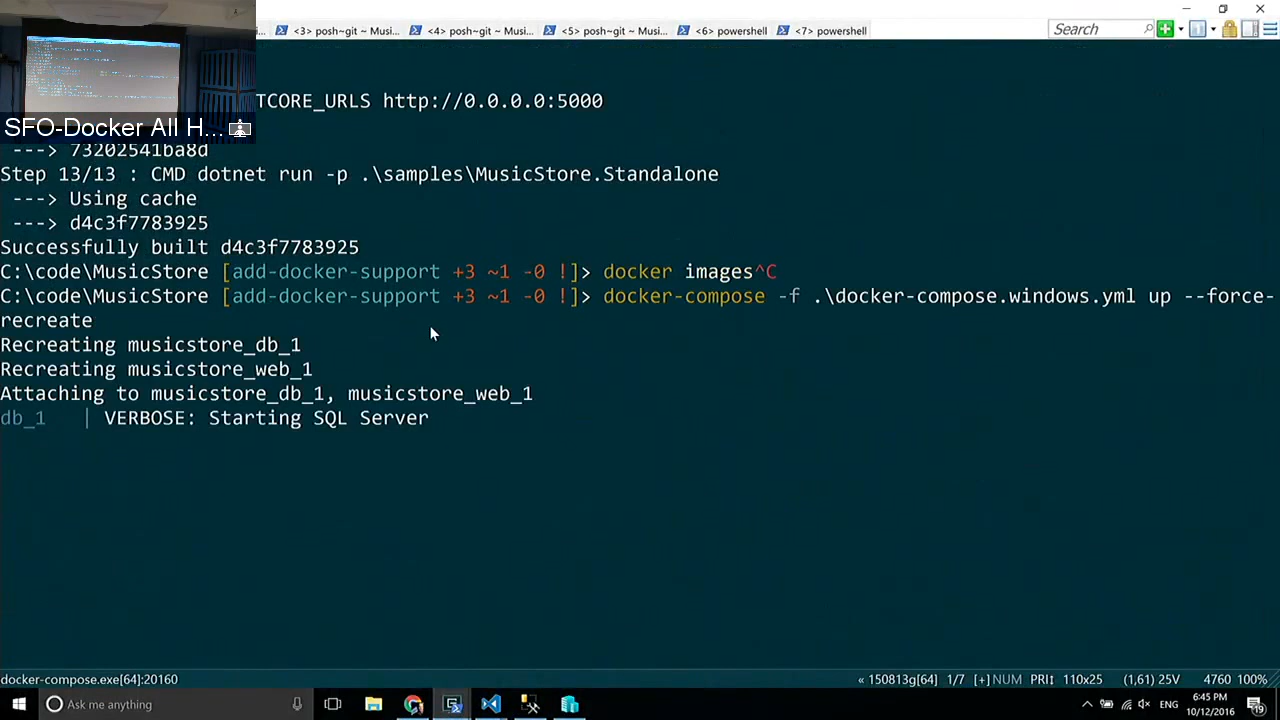 <3> posh~git ~ Musi...
<4> posh~git ~ Musi...
<5> posh~git ~ Musi...
<6> powershell
<7> powershell
Search
TCORE_URLS http://0.0.0.0:5000
SFO-Docker All H...
---> 73202541ba8d
Step 13/13 : CMD dotnet run -p .\samples\MusicStore.Standalone
---> Using cache
---> d4c3f7783925
Successfully built d4c3f7783925
C:\code\MusicStore [add-docker-support +3 ~1 -0 !]> docker images^C
C:\code\MusicStore [add-docker-support +3 ~1 -0 !]> docker-compose -f .\docker-compose.windows.yml up --force-
recreate
Recreating musicstore_db_1
Recreating musicstore_web_1
Attaching to musicstore_db_1, musicstore_web_1
db_1 | VERBOSE: Starting SQL Server
docker-compose.exe[64]:20160
« 150813g[64] 1/7 [+] NUM PRI↕ 110x25 (1,61) 25V 4760 100%
Ask me anything
ENG
6:45 PM
10/12/2016
19